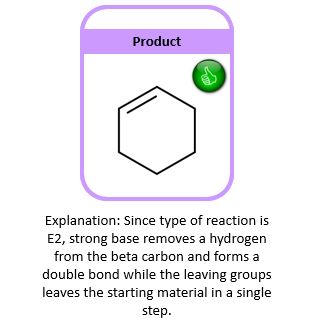 Product
Explanation: Since type of reaction is
E2, strong base removes a hydrogen
from the beta carbon and forms a
double bond while the leaving groups
leaves the starting material in a single
step.